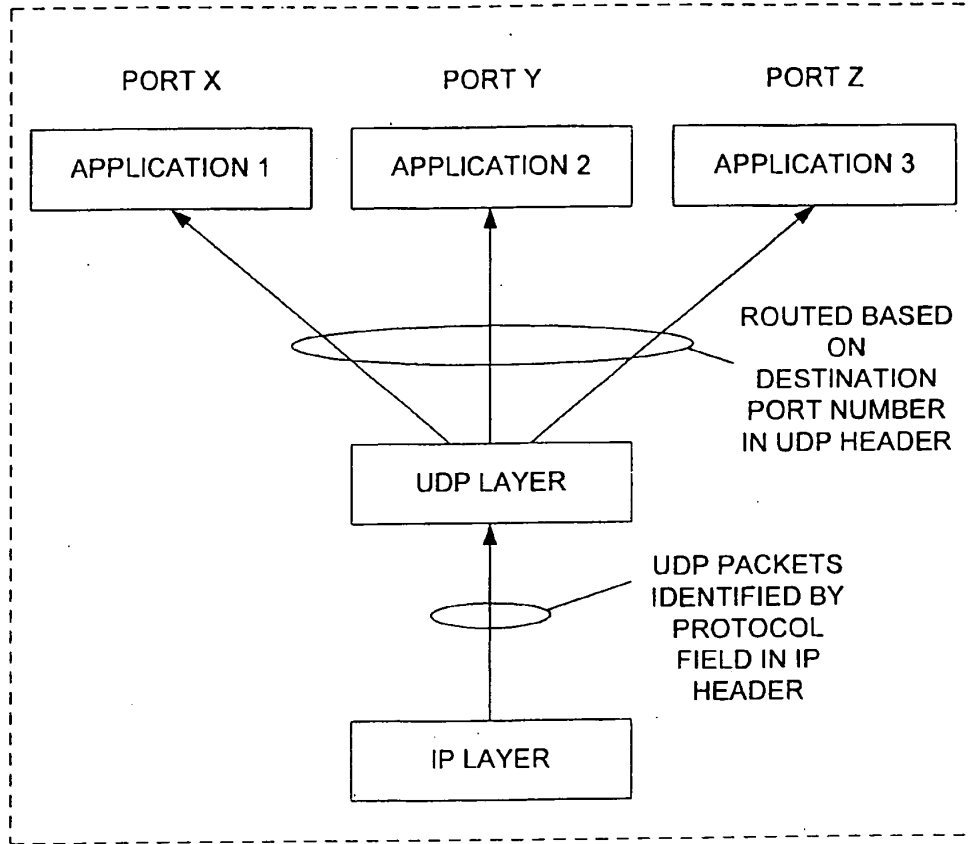 PORT X
PORT Y
PORT Z
APPLICATION 1
APPLICATION 2
APPLICATION 3
ROUTED BASED
ON
DESTINATION
PORT NUMBER
IN UDP HEADER
UDP LAYER
UDP PACKETS
IDENTIFIED BY
PROTOCOL
FIELD IN IP
HEADER
IP LAYER